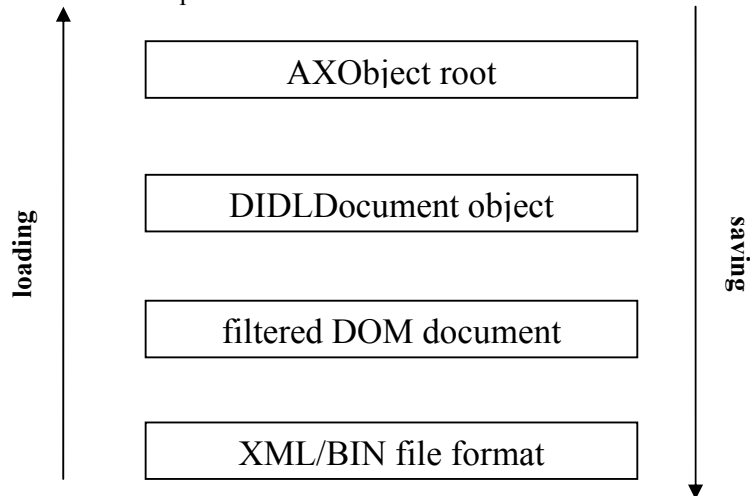 AXObject root
DIDLDocument object
filtered DOM document
XML/BIN file format
loading
saving